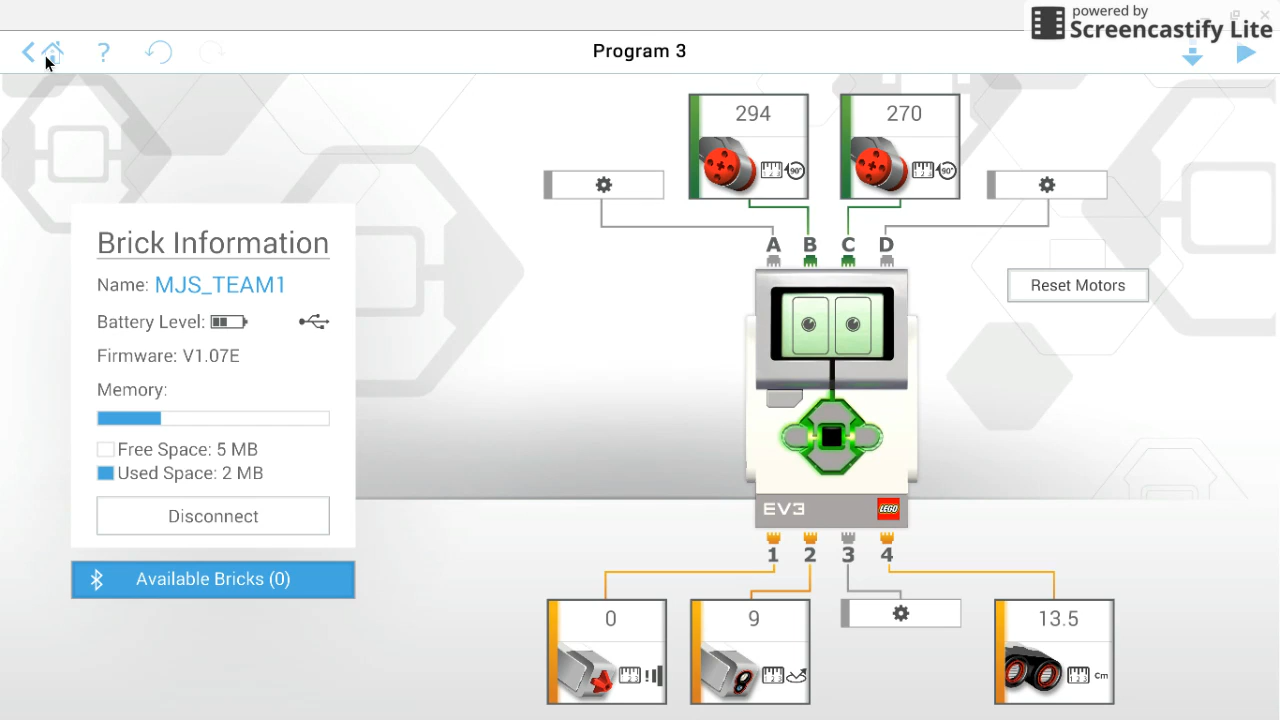 powered by
Screencastify Lite
?
Program 3
294
270
90°
90°
A B C D
Brick Information
Name: MJS_TEAM1
Battery Level:
Firmware: V1.07E
Memory:
Free Space: 5 MB
Used Space: 2 MB
Disconnect
Available Bricks (0)
Reset Motors
EV3
LEGO
1 2 3 4
0
9
13.5
Cm